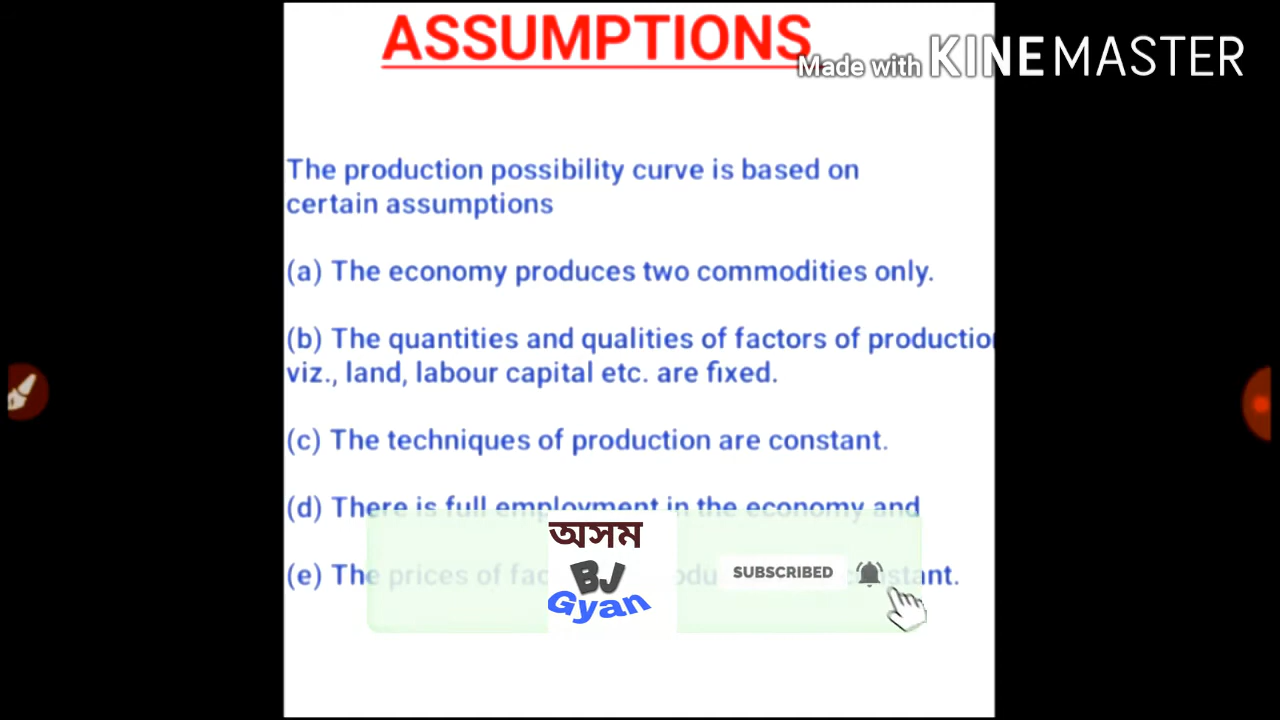 ASSUMPTIONS
Made with KINEMASTER
The production possibility curve is based on
certain assumptions
(a) The economy produces two commodities only.
(b) The quantities and qualities of factors of productio
viz., land, labour capital etc. are fixed.
(c) The techniques of production are constant.
(d) There is full employment in the economy and
(e) The prices of
অসম
BJ
Gyan
SUBSCRIBED